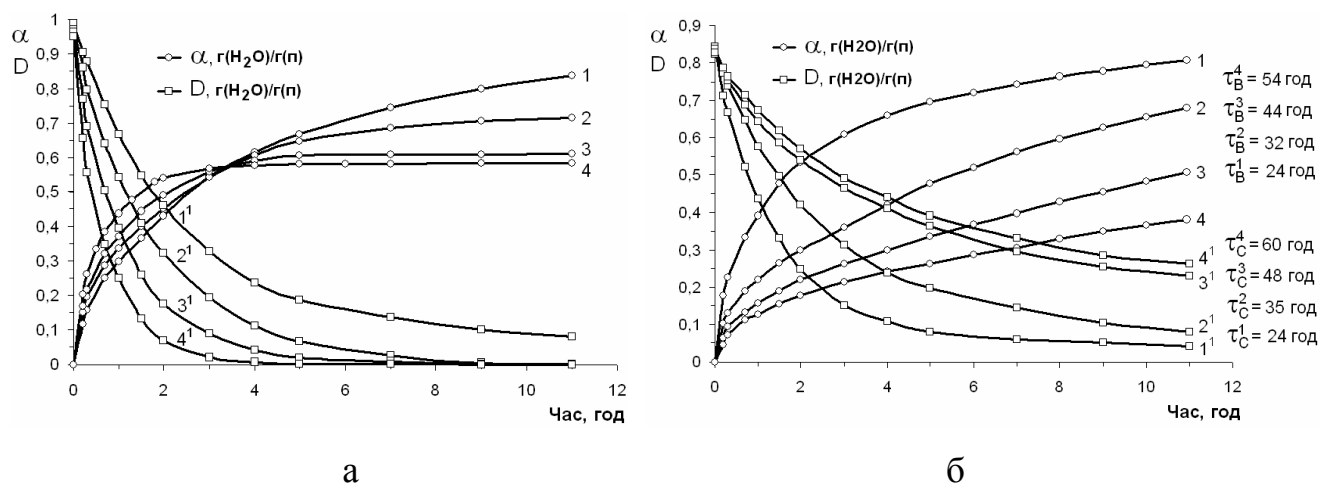 α
D
1
0,9
0,8
0,7
0,6
0,5
0,4
0,3
0,2
0,1
0
α, г(H₂O)/г(п)
D, г(H₂O)/г(п)
1
2
3
4
1¹
2¹
3¹
4¹
0 2 4 6 8 10 12
Час, год
а
α
D
0,9
0,8
0,7
0,6
0,5
0,4
0,3
0,2
0,1
0
α, г(H2O)/г(п)
D, г(H2O)/г(п)
1
2
3
4
4¹
3¹
2¹
1¹
τ_B^4 = 54 год
τ_B^3 = 44 год
τ_B^2 = 32 год
τ_B^1 = 24 год
τ_C^4 = 60 год
τ_C^3 = 48 год
τ_C^2 = 35 год
τ_C^1 = 24 год
0 2 4 6 8 10 12
Час, год
б